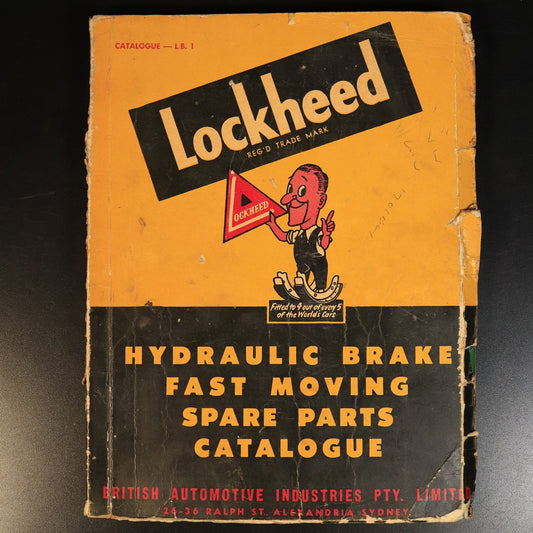 CATALOGUE — L.B. 1
Lockheed
REG'D TRADE MARK
LOCKHEED
Fitted to 4 out of every 5
of the World's Cars
HYDRAULIC BRAKE
FAST MOVING
SPARE PARTS
CATALOGUE
BRITISH AUTOMOTIVE INDUSTRIES PTY. LIMITED
26-36 RALPH ST. ALEXANDRIA SYDNEY